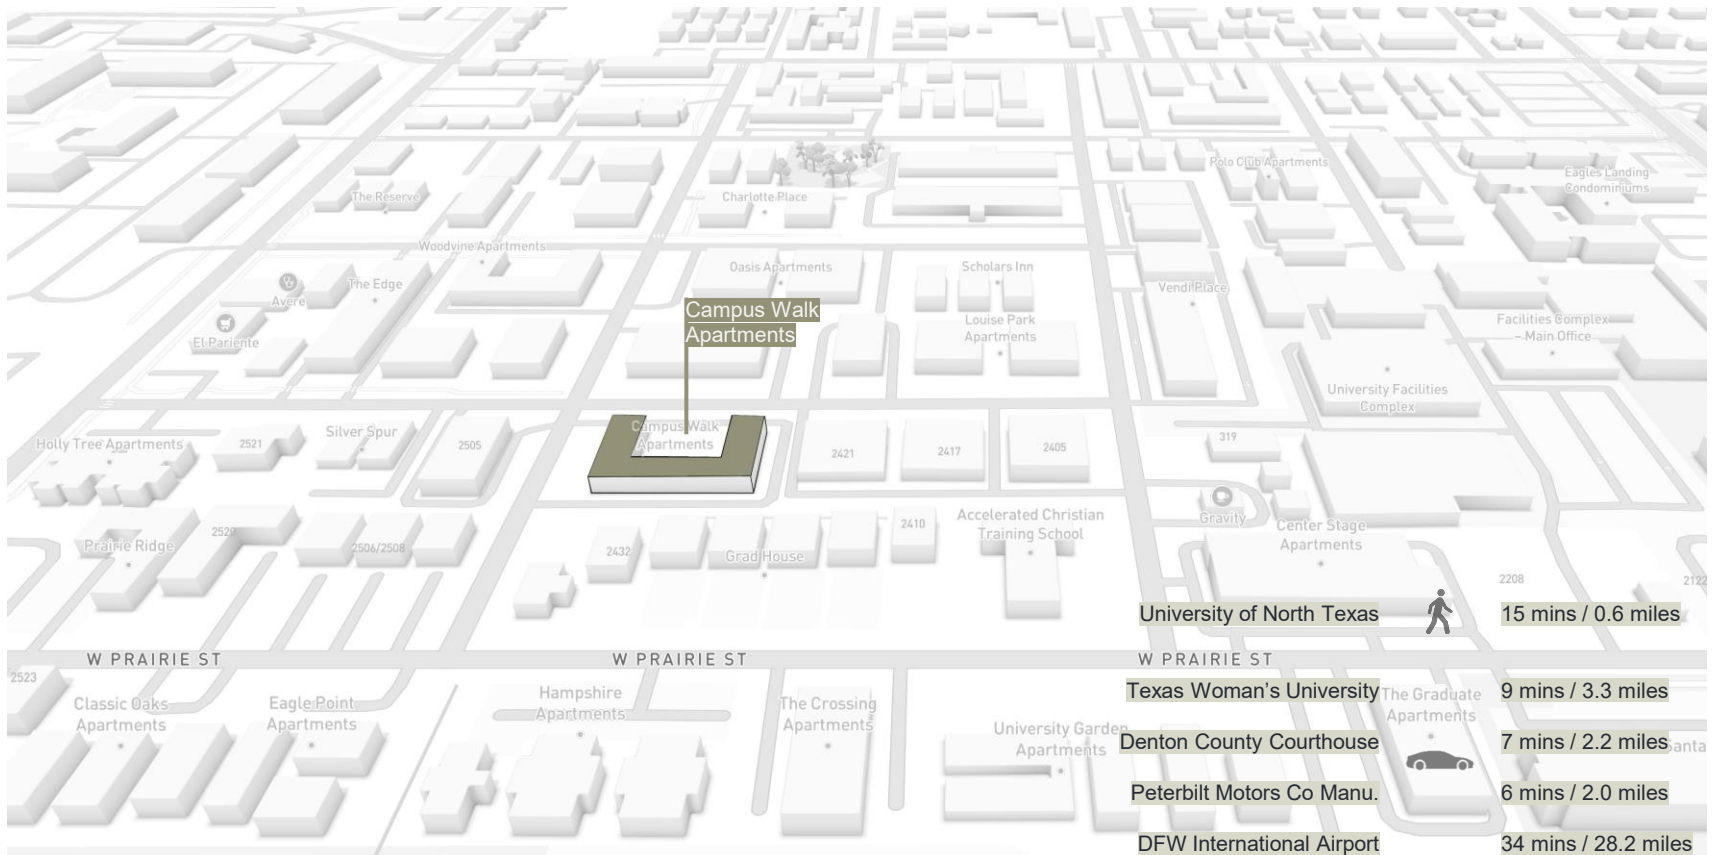 Polo Club Apartments
Eagles Landing
Condominiums
The Reserve
Charlotte Place
Woodvine Apartments
Oasis Apartments
Scholars Inn
The Edge
Avere
Vendi Place
Campus Walk
Apartments
Louise Park
Apartments
Facilities Complex
– Main Office
El Pariente
University Facilities
Complex
Campus Walk
Apartments
Holly Tree Apartments
2521
Silver Spur
2505
2421
2417
2405
319
Gravity
Accelerated Christian
Training School
2410
Center Stage
Apartments
Prairie Ridge
2520
2506/2508
2432
Grad House
2208
2122
University of North Texas 15 mins / 0.6 miles
W PRAIRIE ST W PRAIRIE ST W PRAIRIE ST
2523
Classic Oaks
Apartments
Eagle Point
Apartments
Hampshire
Apartments
The Crossing
Apartments
University Garden
Apartments
The Graduate
Apartments
Texas Woman’s University 9 mins / 3.3 miles
Denton County Courthouse 7 mins / 2.2 miles
Santa
Peterbilt Motors Co Manu. 6 mins / 2.0 miles
DFW International Airport 34 mins / 28.2 miles